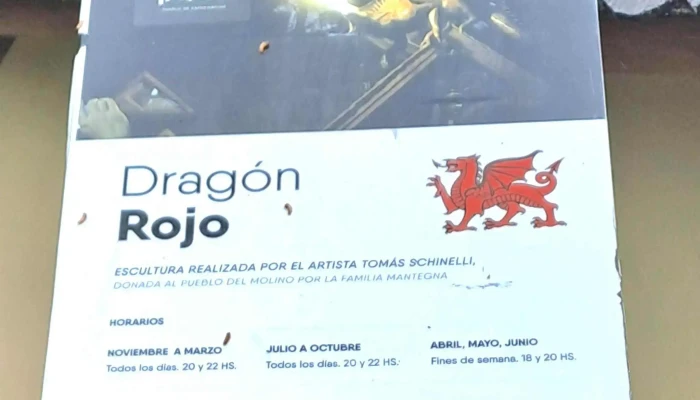 Dragón
Rojo
ESCULTURA REALIZADA POR EL ARTISTA TOMÁS SCHINELLI,
DONADA AL PUEBLO DEL MOLINO POR LA FAMILIA MANTEGNA
HORARIOS
NOVIEMBRE A MARZO
Todos los días. 20 y 22 HS.
JULIO A OCTUBRE
Todos los días. 20 y 22 HS.
ABRIL, MAYO, JUNIO
Fines de semana. 18 y 20 HS.